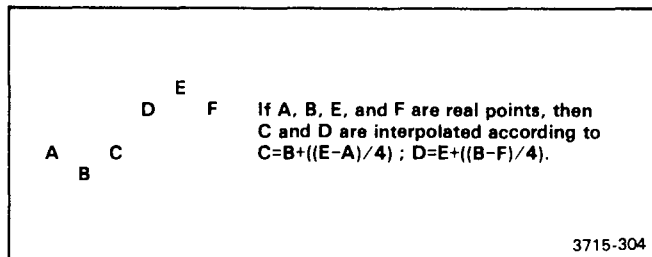 E
D F If A, B, E, and F are real points, then
C and D are interpolated according to
A C C=B+((E-A)/4) ; D=E+((B-F)/4).
B
3715-304